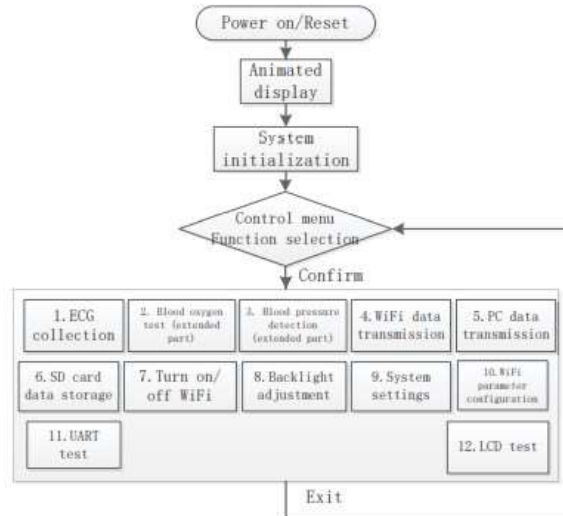 Power on/Reset
Animated
display
System
initialization
Control menu
Function selection
Confirm
1.ECG
collection
2. Blood oxygen
test (extended
part)
3. Blood pressure
detection
(extended part)
4.WiFi data
transmission
5.PC data
transmission
6.SD card
data storage
7.Turn on/
off WiFi
8.Backlight
adjustment
9.System
settings
10.WiFi
parameter
configuration
11.UART
test
12.LCD test
Exit